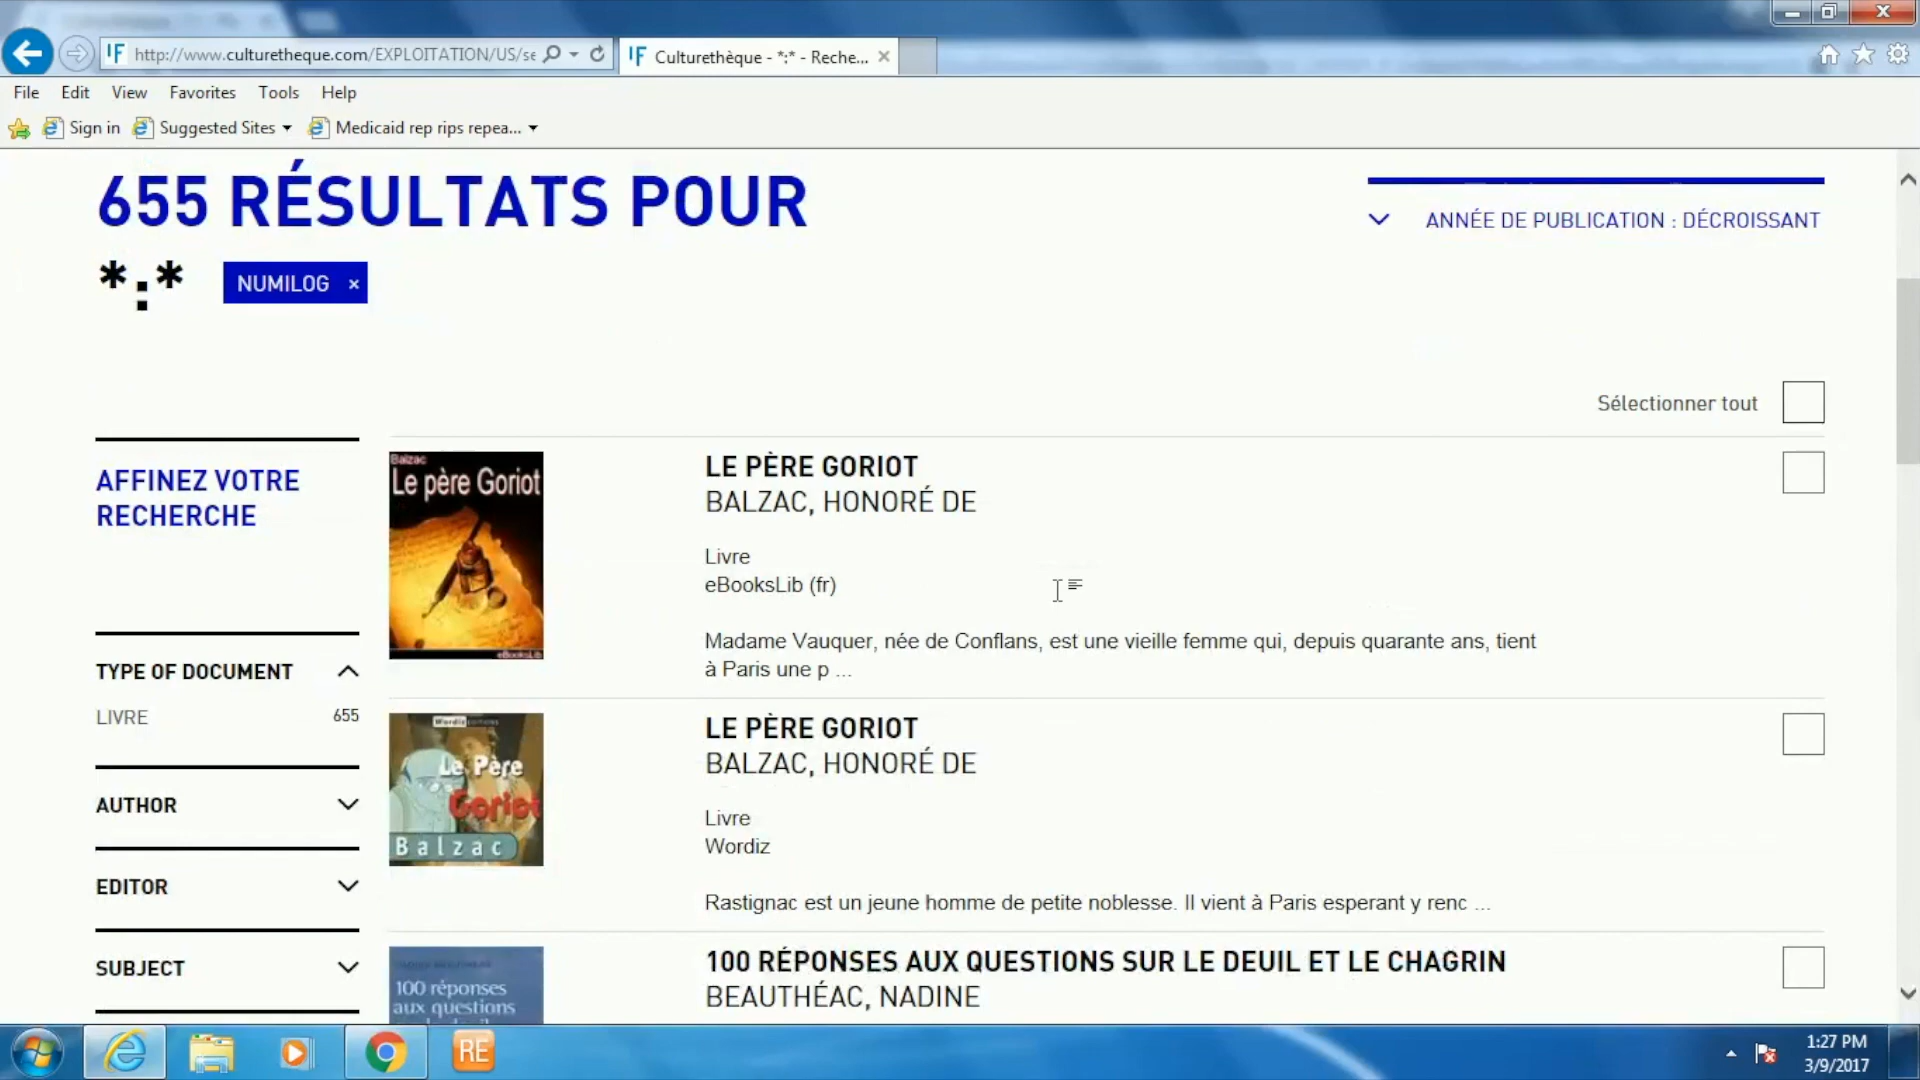 http://www.culturetheque.com/EXPLOITATION/US/se
Culturethèque - *:* - Reche...
File Edit View Favorites Tools Help
Sign in Suggested Sites Medicaid rep rips repea...
655 RÉSULTATS POUR
ANNÉE DE PUBLICATION : DÉCROISSANT
*:* NUMILOG ×
Sélectionner tout
AFFINEZ VOTRE
RECHERCHE
TYPE OF DOCUMENT
LIVRE 655
AUTHOR
EDITOR
SUBJECT
Balzac
Le père Goriot
eBooksLib
LE PÈRE GORIOT
BALZAC, HONORÉ DE
Livre
eBooksLib (fr)
Madame Vauquer, née de Conflans, est une vieille femme qui, depuis quarante ans, tient
à Paris une p ...
Le Père
Goriot
Balzac
LE PÈRE GORIOT
BALZAC, HONORÉ DE
Livre
Wordiz
Rastignac est un jeune homme de petite noblesse. Il vient à Paris esperant y renc ...
100 réponses
aux questions
100 RÉPONSES AUX QUESTIONS SUR LE DEUIL ET LE CHAGRIN
BEAUTHÉAC, NADINE
RE
1:27 PM
3/9/2017